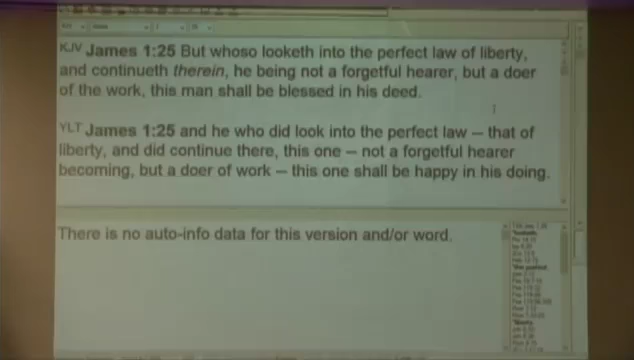 KJV James 1:25 But whoso looketh into the perfect law of liberty,
and continueth therein, he being not a forgetful hearer, but a doer
of the work, this man shall be blessed in his deed.
YLT James 1:25 and he who did look into the perfect law — that of
liberty, and did continue there, this one — not a forgetful hearer
becoming, but a doer of work — this one shall be happy in his doing.
There is no auto-info data for this version and/or word.